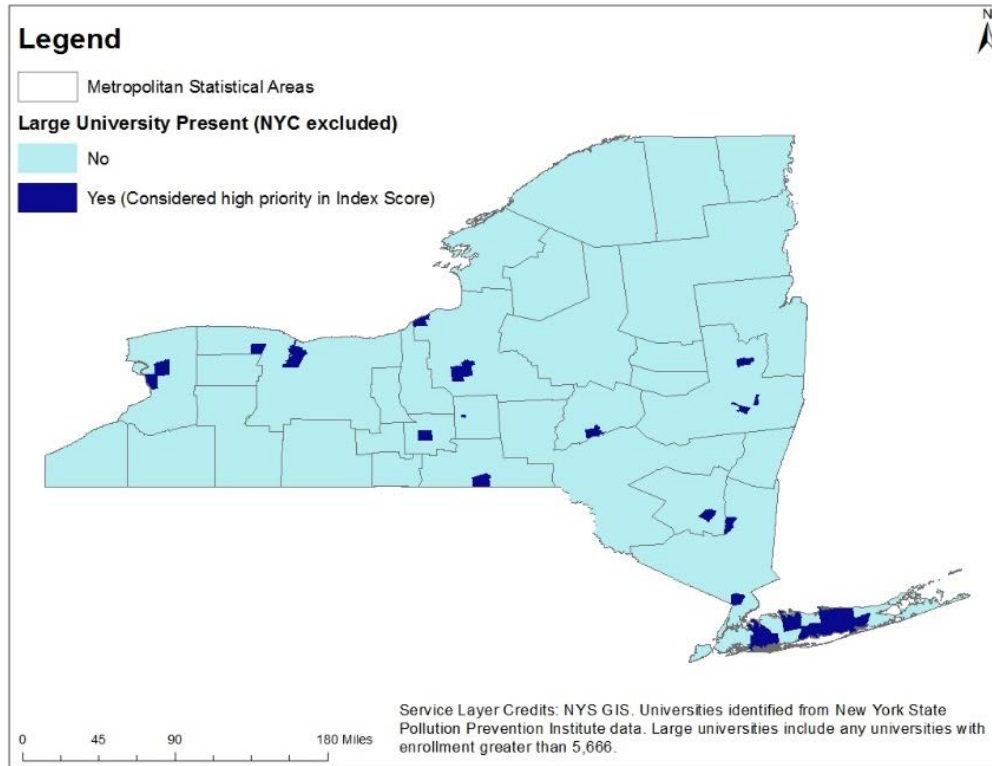 N
Legend
Metropolitan Statistical Areas
Large University Present (NYC excluded)
No
Yes (Considered high priority in Index Score)
Service Layer Credits: NYS GIS. Universities identified from New York State
Pollution Prevention Institute data. Large universities include any universities with
enrollment greater than 5,666.
0 45 90 180 Miles